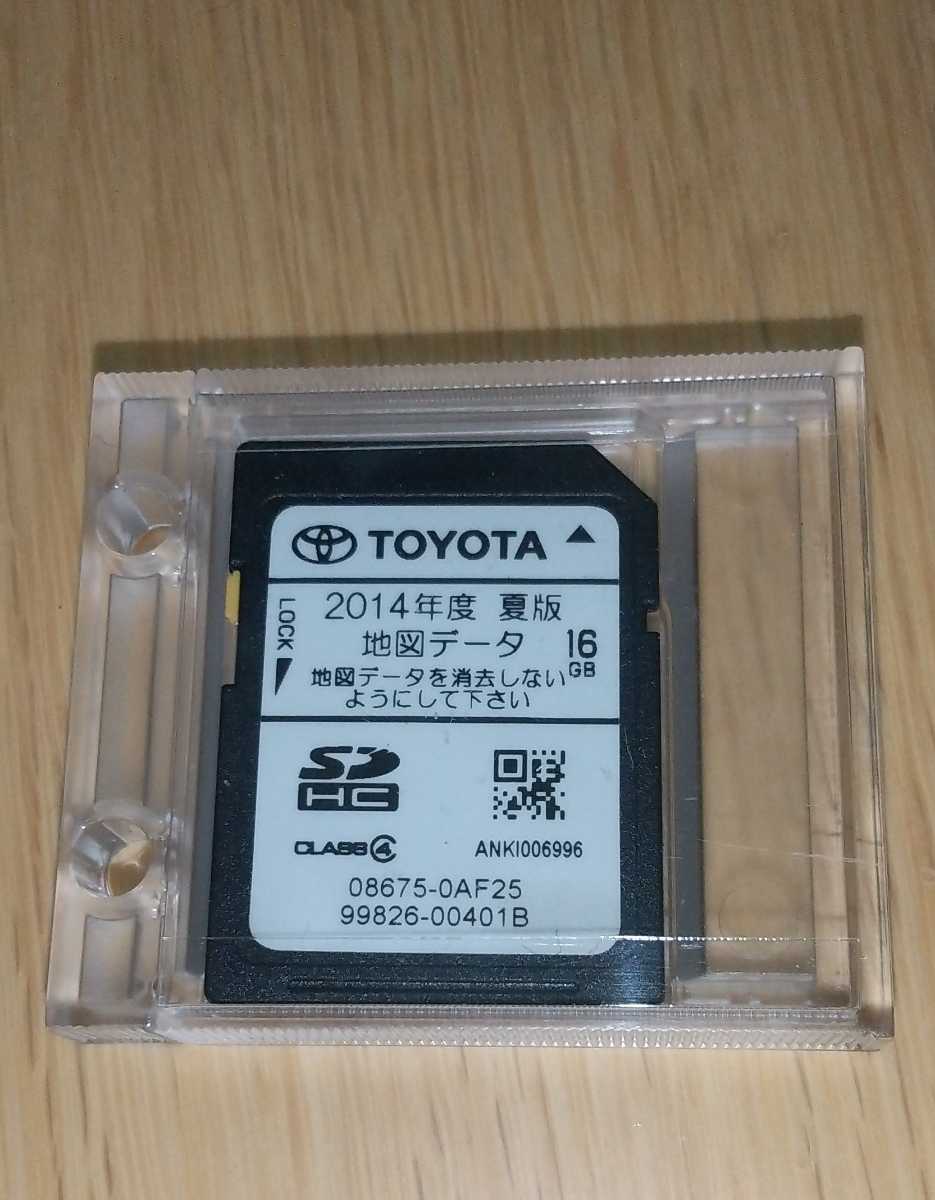 TOYOTA
2014年度 夏版
地図データ
16
GB
LOCK
地図データを消去しない
ようにして下さい
SD
HC
CLASS4
ANKI006996
08675-0AF25
99826-00401B